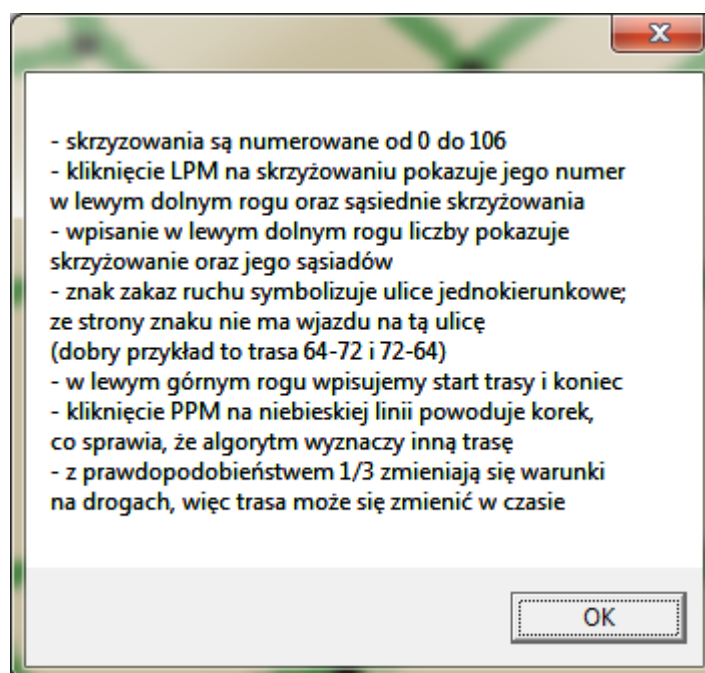 - skrzyzowania są numerowane od 0 do 106
- kliknięcie LPM na skrzyżowaniu pokazuje jego numer
w lewym dolnym rogu oraz sąsiednie skrzyżowania
- wpisanie w lewym dolnym rogu liczby pokazuje
skrzyżowanie oraz jego sąsiadów
- znak zakaz ruchu symbolizuje ulice jednokierunkowe;
ze strony znaku nie ma wjazdu na tą ulicę
(dobry przykład to trasa 64-72 i 72-64)
- w lewym górnym rogu wpisujemy start trasy i koniec
- kliknięcie PPM na niebieskiej linii powoduje korek,
co sprawia, że algorytm wyznaczy inną trasę
- z prawdopodobieństwem 1/3 zmieniają się warunki
na drogach, więc trasa może się zmienić w czasie
OK